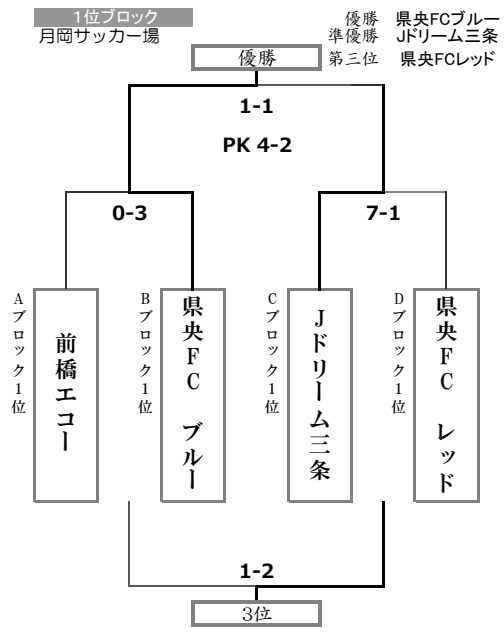 1位ブロック
月岡サッカー場
優勝 県央FCブルー
準優勝 Jドリーム三条
第三位 県央FCレッド
優勝
1-1
PK 4-2
0-3
7-1
Aブロック1位
前橋エコー
Bブロック1位
県央FC ブルー
Cブロック1位
Jドリーム三条
Dブロック1位
県央FC レッド
1-2
3位